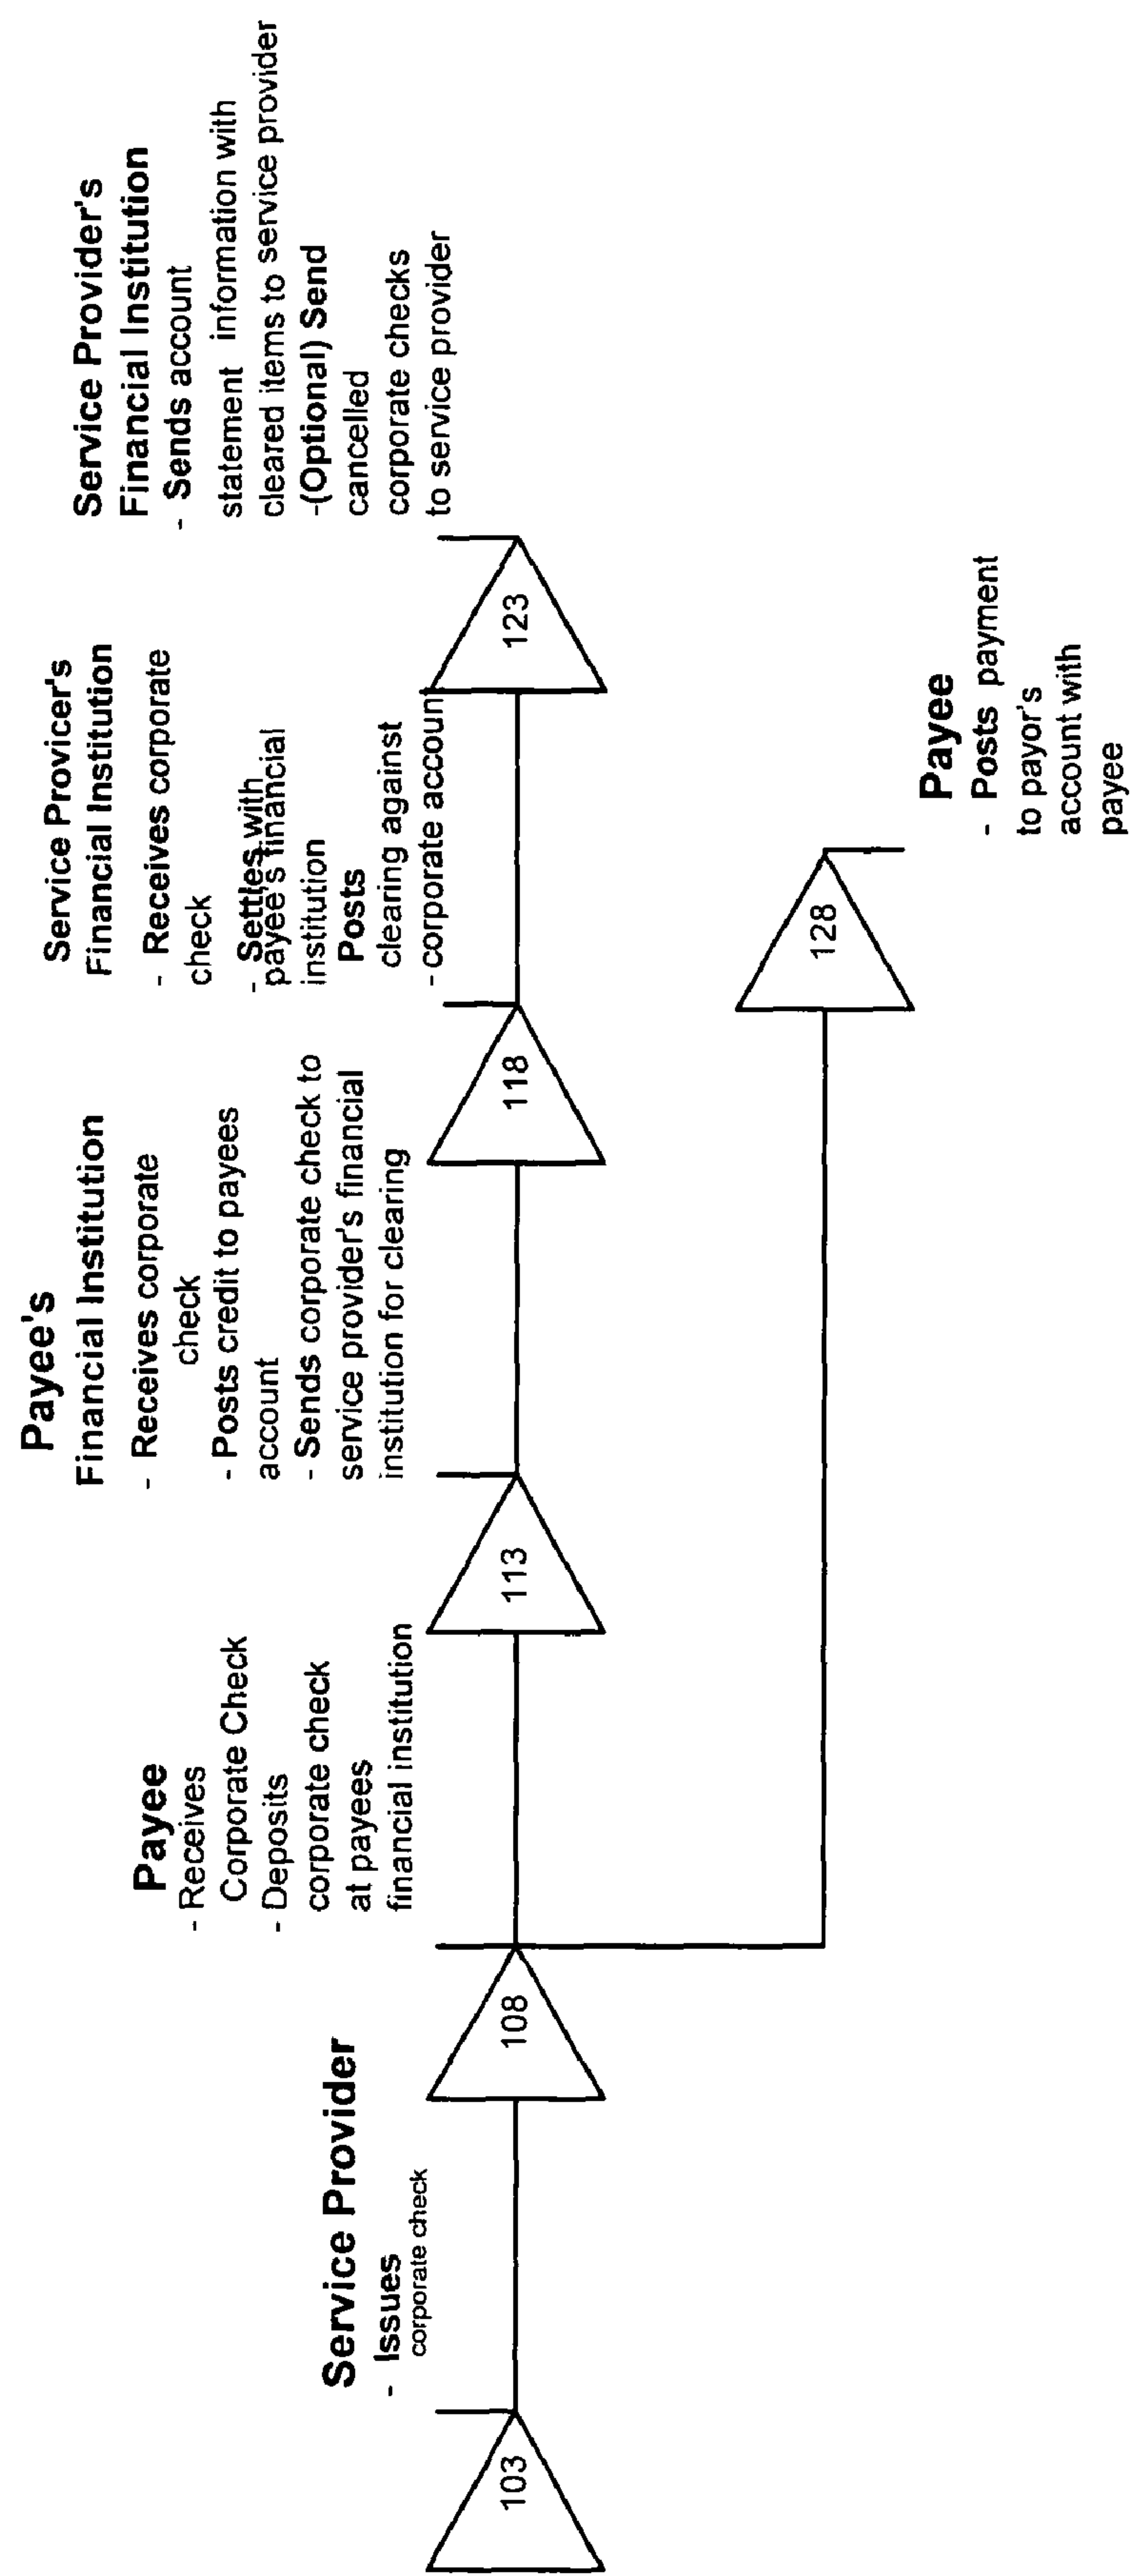 Service Provider
- Issues
corporate check
Payee
- Receives
Corporate Check
- Deposits
corporate check
at payees
financial institution
Payee's
Financial Institution
- Receives corporate
check
- Posts credit to payees
account
- Sends corporate check to
service provider's financial
institution for clearing
Service Provicer's
Financial Institution
- Receives corporate
check
- Settles with
payee's financial
institution
Posts
clearing against
- corporate accoun
Service Provider's
Financial Institution
- Sends account
statement information with
cleared items to service provider
-(Optional) Send
cancelled
corporate checks
to service provider
103
108
113
118
123
128
Payee
- Posts payment
to payor's
account with
payee